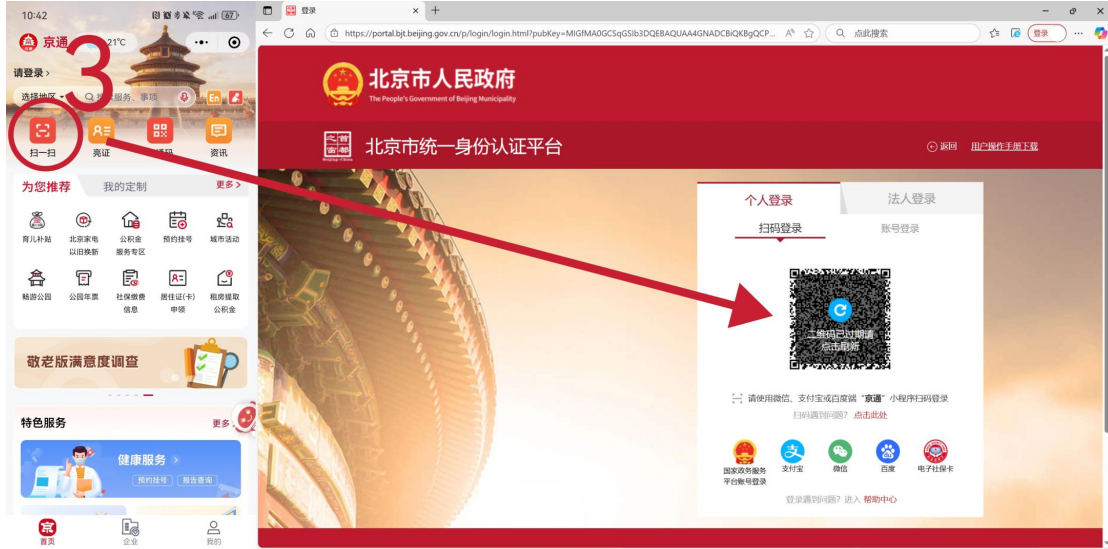 10:42
67
京通
21°C
3
请登录>
选择地区
服务、事项
En
扫一扫
亮证
资讯
为您推荐
我的定制
更多>
育儿补贴
北京家电以旧换新
公积金服务专区
预约挂号
城市活动
畅游公园
公园年票
社保缴费信息
居住证(卡)申领
租房提取公积金
敬老版满意度调查
特色服务
更多
健康服务
预约挂号
报告查询
首页
企业
我的
登录
https://portal.bjt.beijing.gov.cn/p/login/login.html?pubKey=MIGfMA0GCSqGSIb3DQEBAQUAA4GNADCBiQKBgQCP...
点此搜索
登录
北京市人民政府
The People's Government of Beijing Municipality
首都之窗
北京市统一身份认证平台
返回
用户操作手册下载
个人登录
法人登录
扫码登录
账号登录
二维码已过期请
点击刷新
请使用微信、支付宝或百度端“京通”小程序扫码登录
扫码遇到问题? 点击此处
国家政务服务
平台账号登录
支付宝
微信
百度
电子社保卡
登录遇到问题? 进入 帮助中心